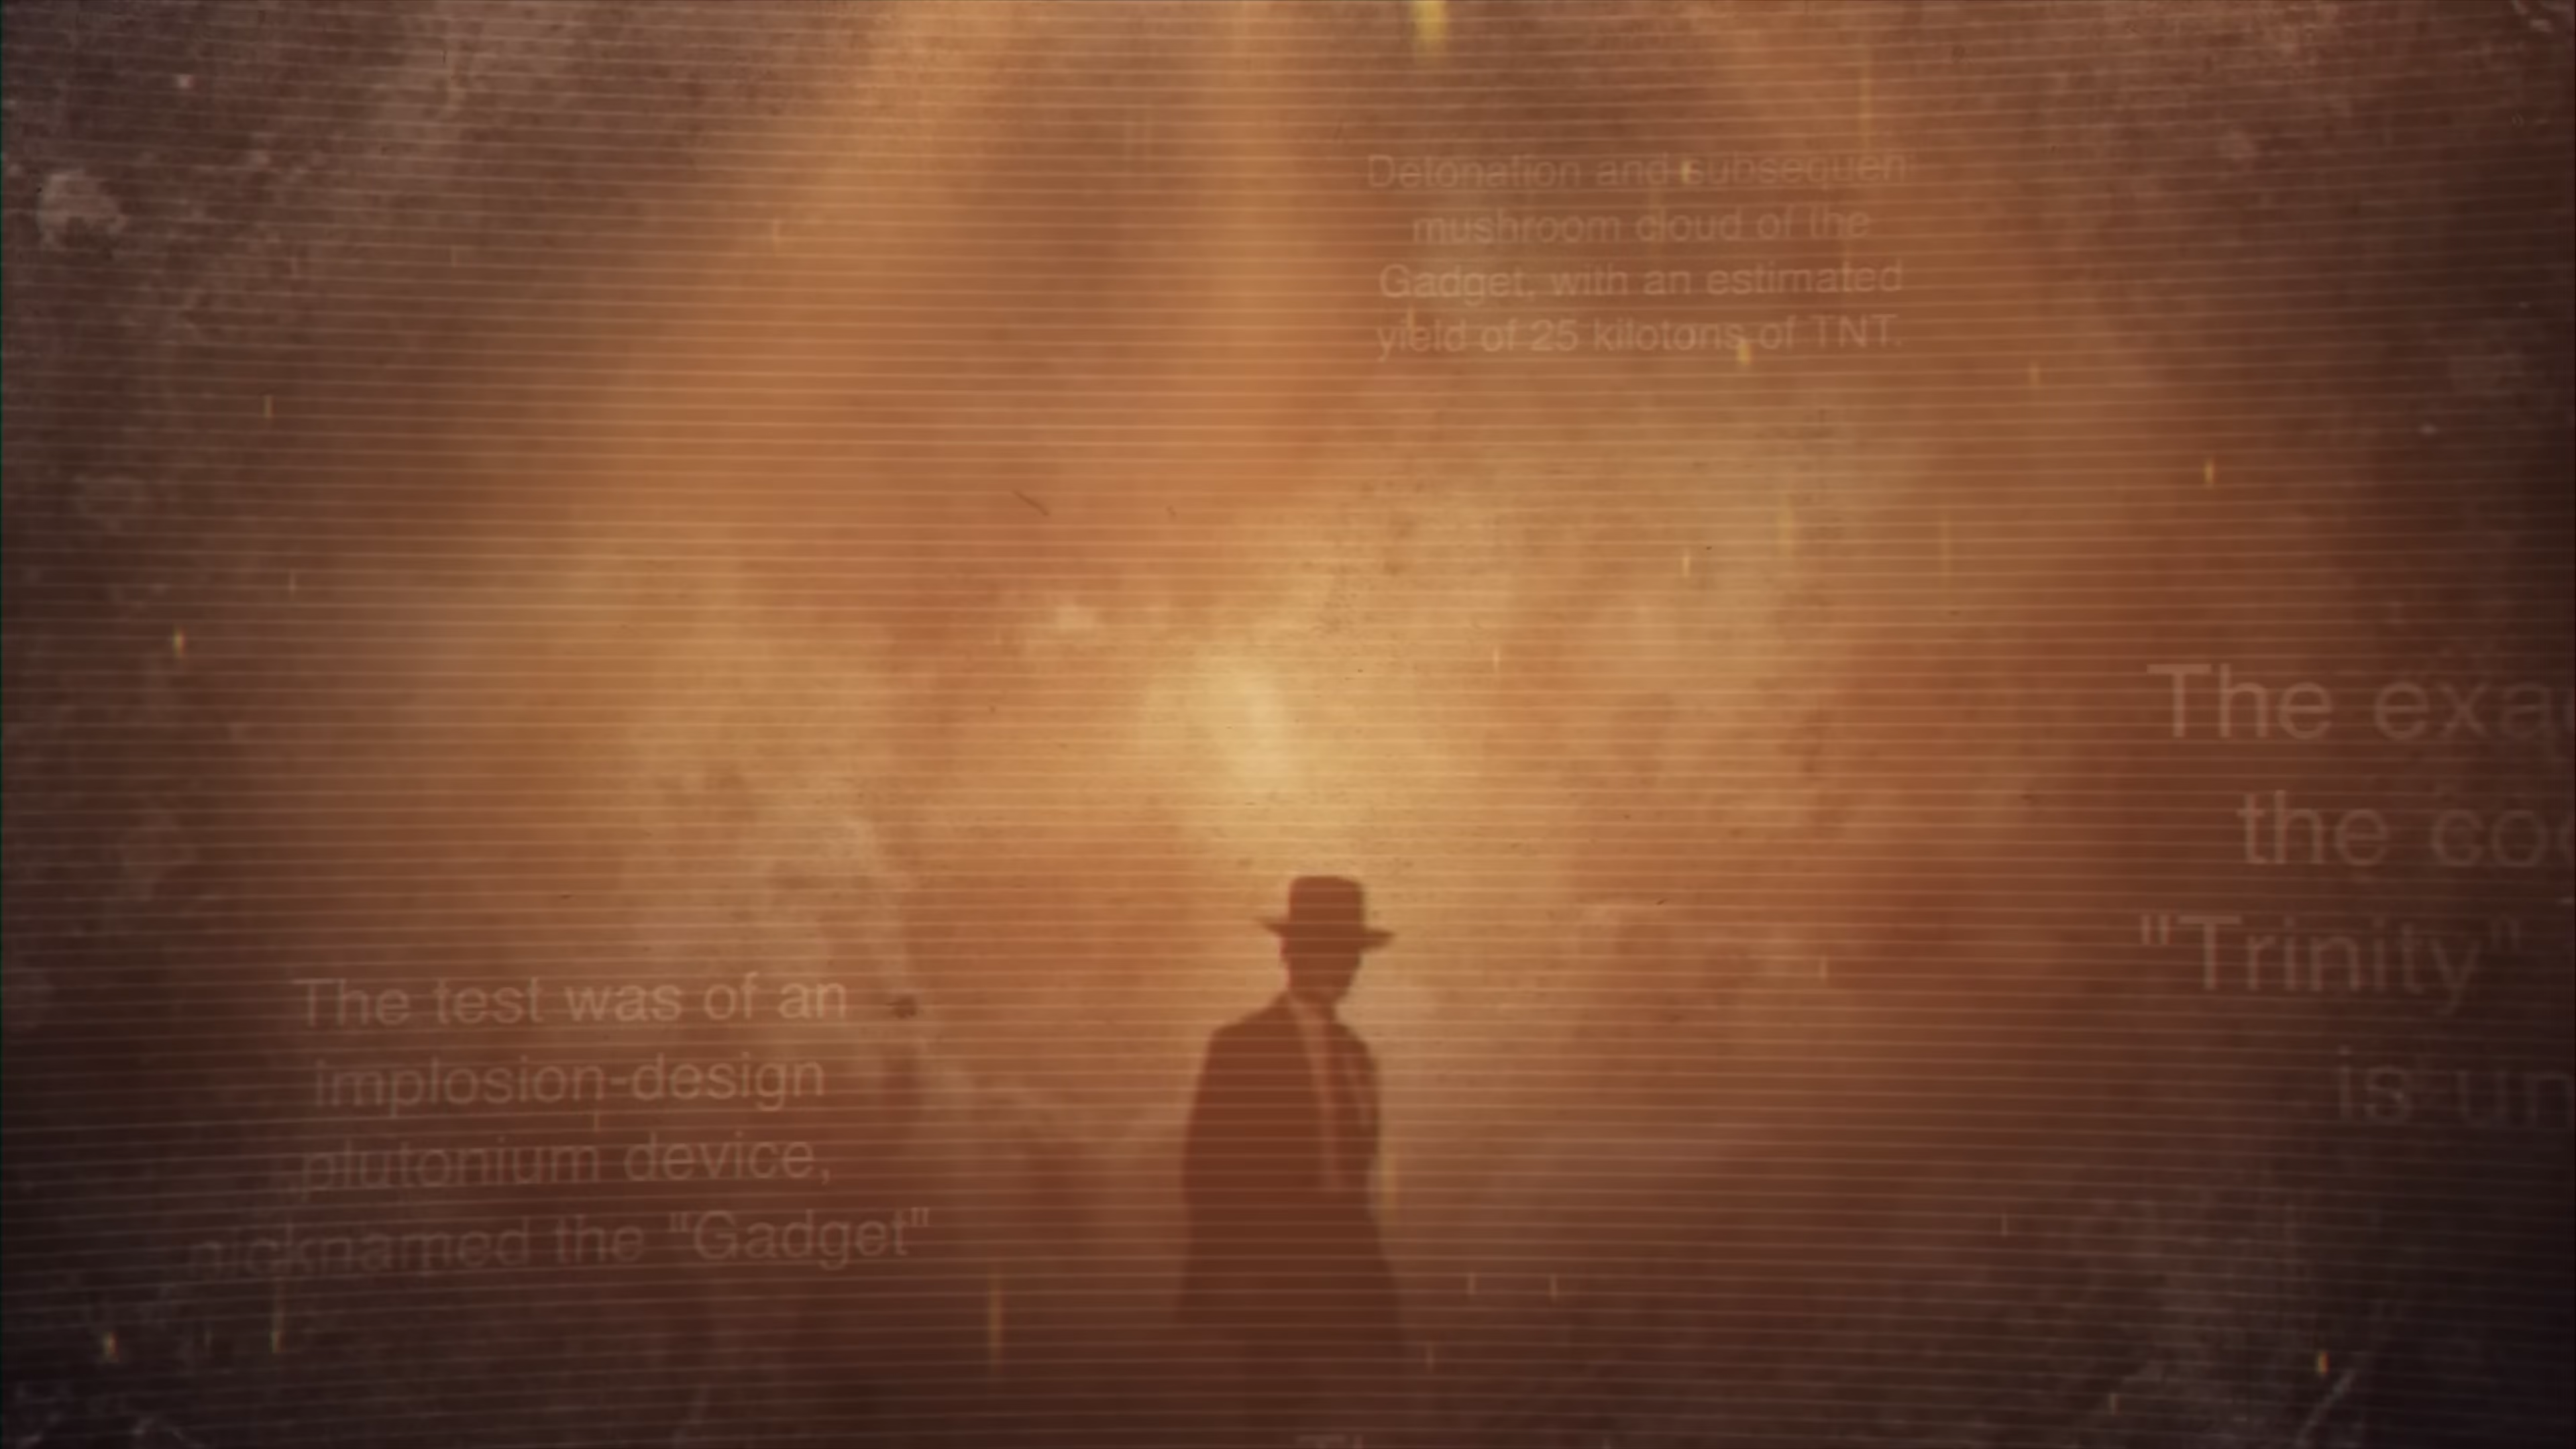 Detonation and subsequen
mushroom cloud of the
Gadget, with an estimated
yield of 25 kilotons of TNT.
The exa
the co
"Trinity"
is un
The test was of an
implosion-design
plutonium device,
nicknamed the "Gadget"